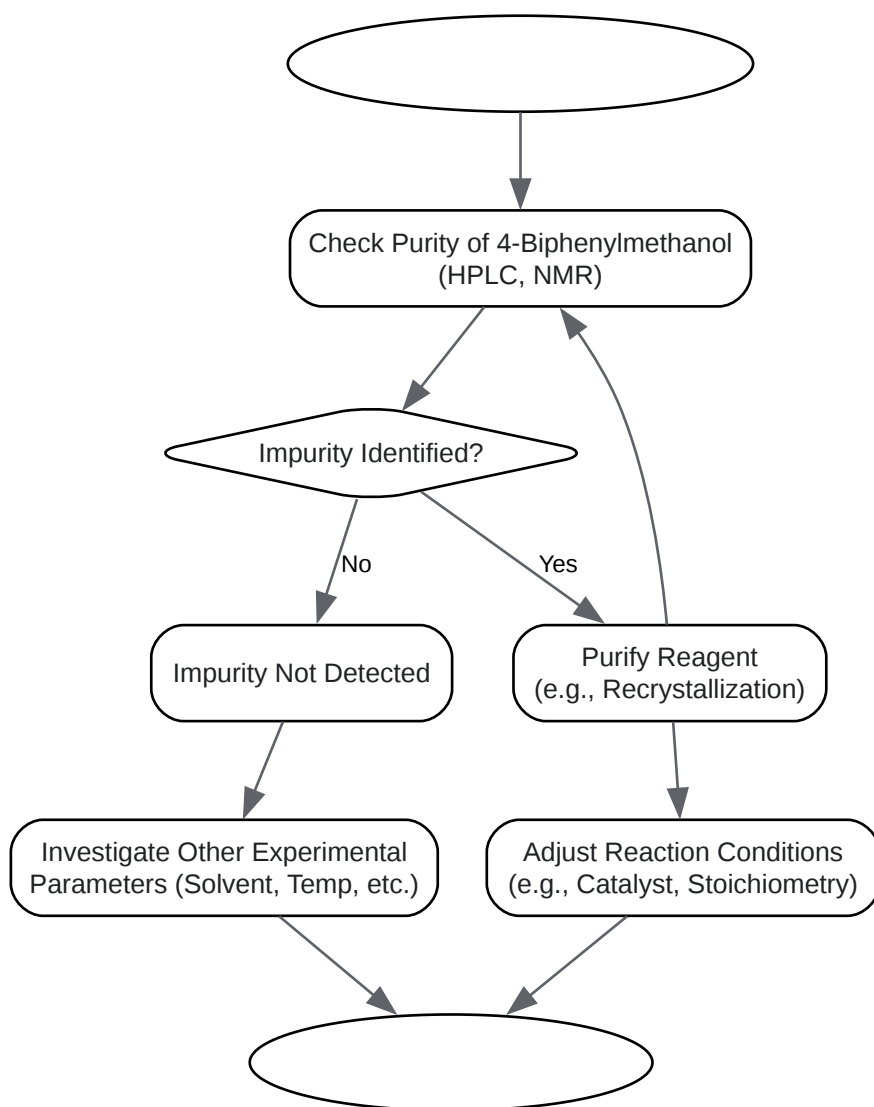 Check Purity of 4-Biphenylmethanol
(HPLC, NMR)
Impurity Identified?
No
Yes
Impurity Not Detected
Purify Reagent
(e.g., Recrystallization)
Investigate Other Experimental
Parameters (Solvent, Temp, etc.)
Adjust Reaction Conditions
(e.g., Catalyst, Stoichiometry)